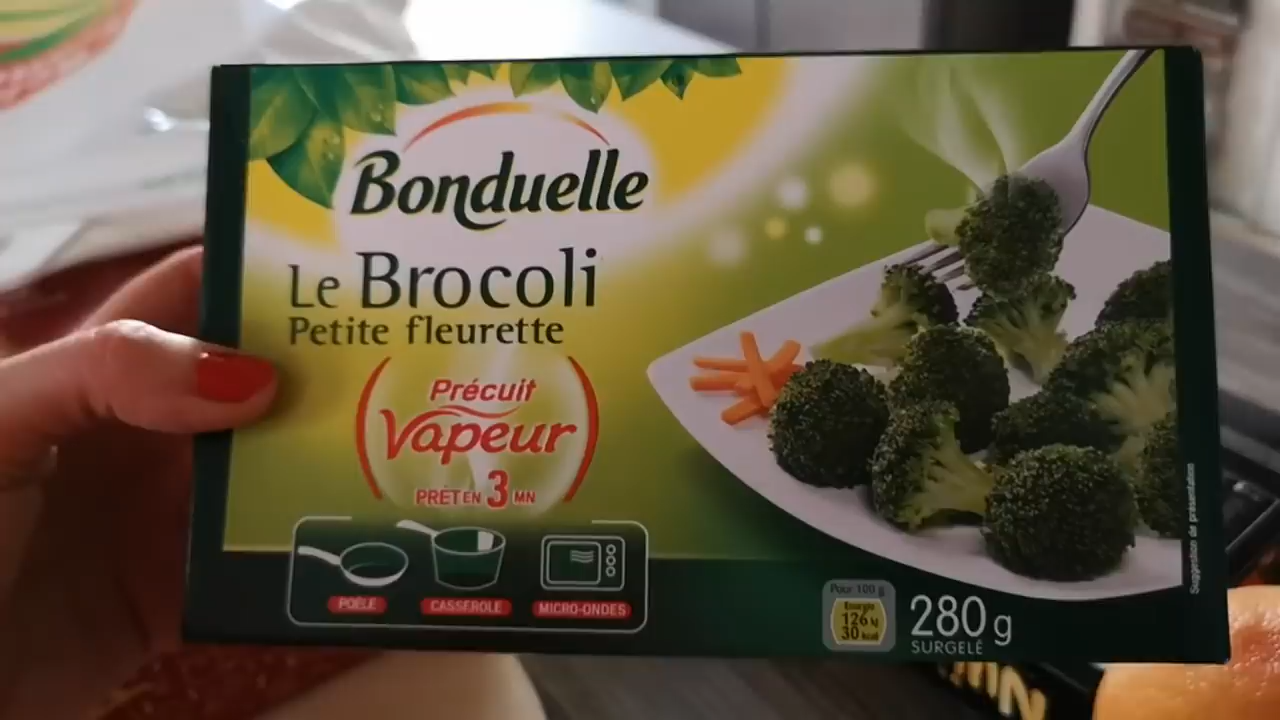 Bonduelle
Le Brocoli
Petite fleurette
Précuit
Vapeur
PRÊT EN 3 MN
POÊLE
CASSEROLE
MICRO-ONDES
Pour 100 g
Energie
126 kJ
30 kcal
280 g
SURGELÉ
Suggestion de présentation